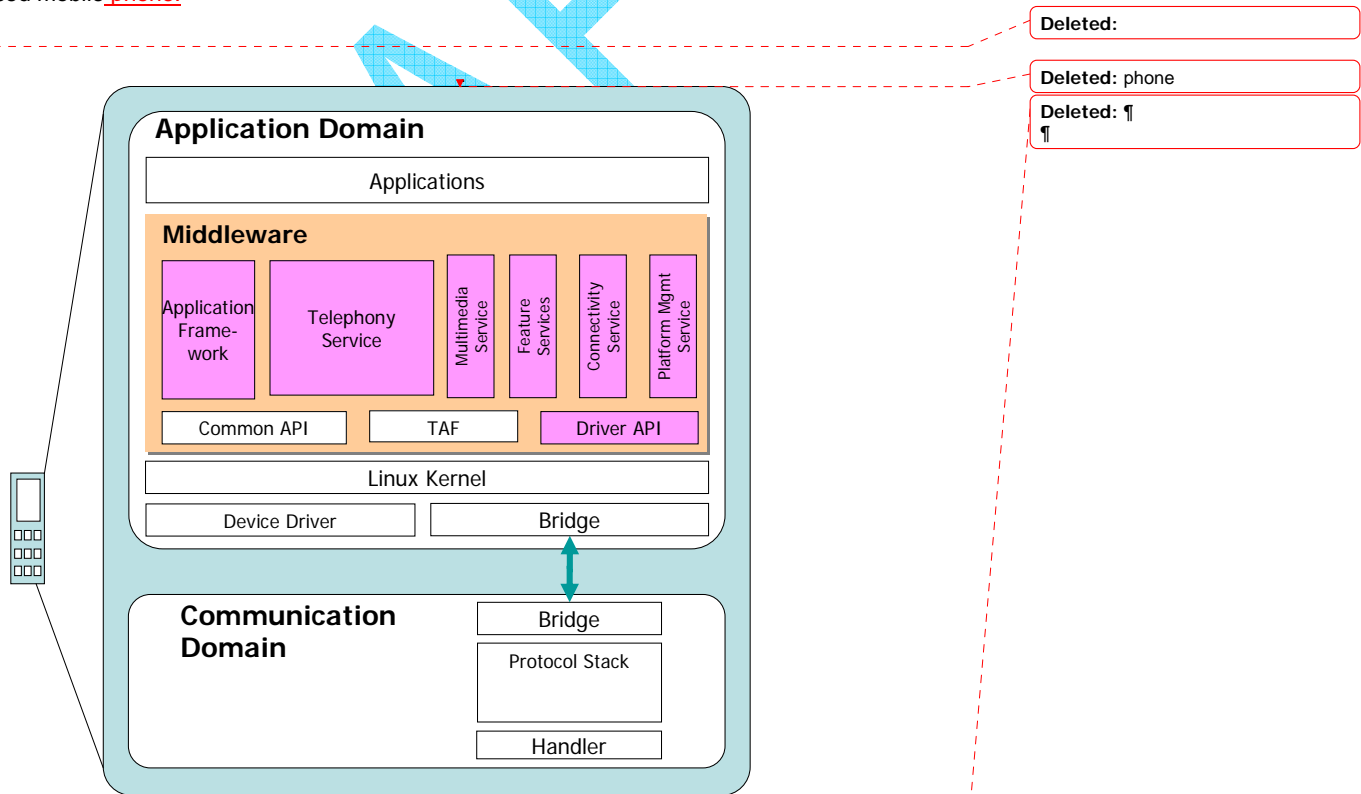 phone.
Deleted:
Deleted: phone
Deleted: ¶
¶
Application Domain
Applications
Middleware
Application
Frame-
work
Telephony
Service
Multimedia
Service
Feature
Services
Connectivity
Service
Platform Mgmt
Service
Common API
TAF
Driver API
Linux Kernel
Device Driver
Bridge
Communication
Domain
Bridge
Protocol Stack
Handler